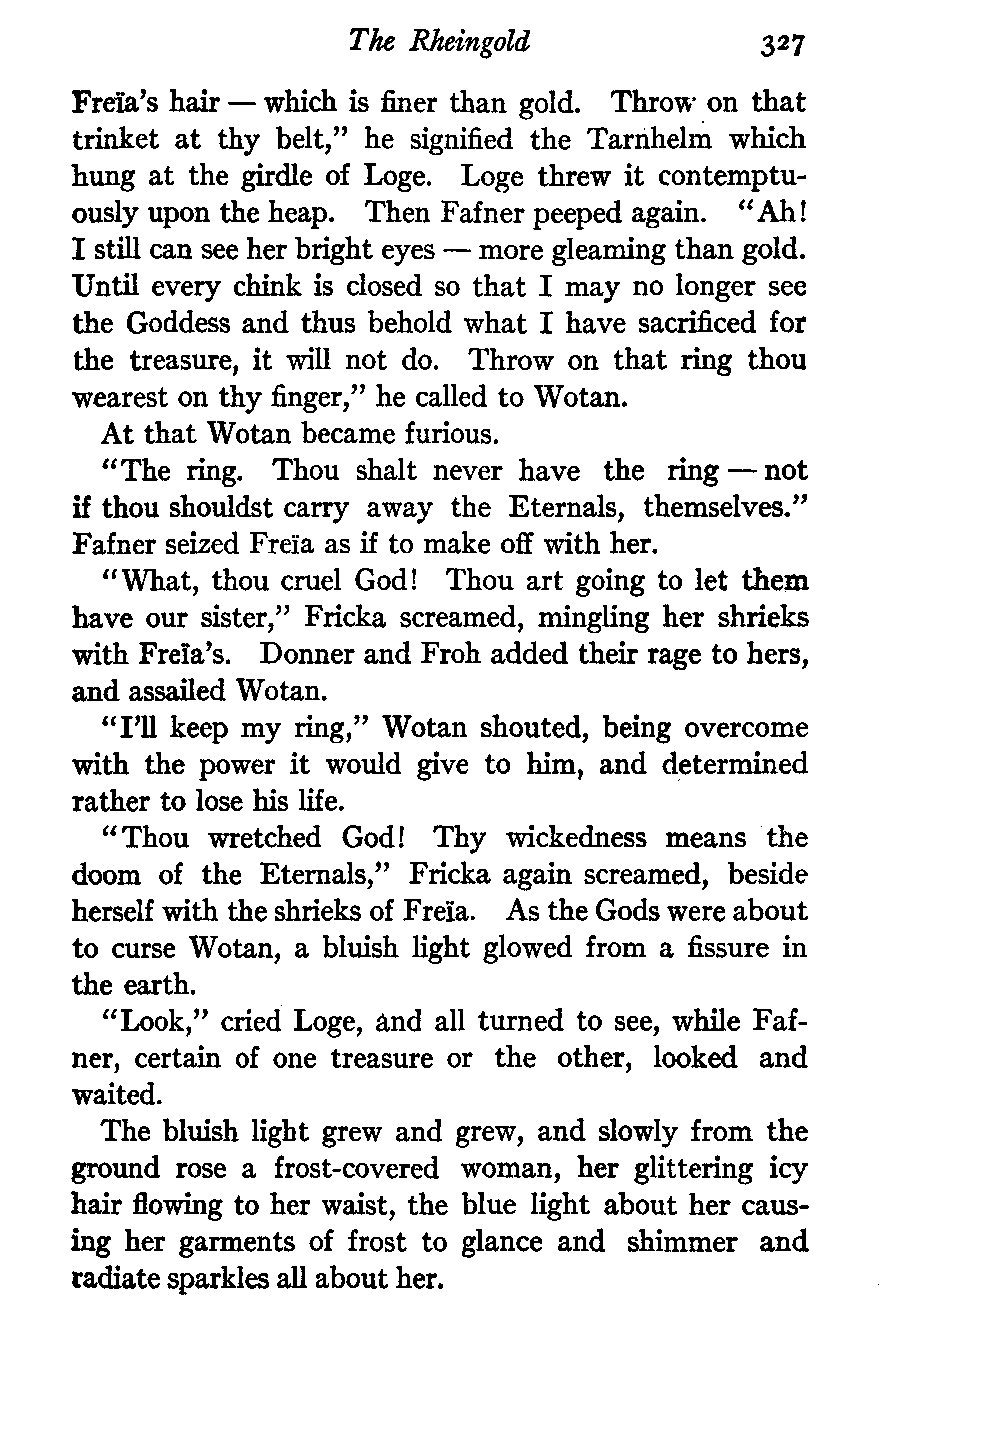 The Rheingold 327
Freïa's hair — which is finer than gold. Throw on that
trinket at thy belt," he signified the Tarnhelm which
hung at the girdle of Loge. Loge threw it contemptu-
ously upon the heap. Then Fafner peeped again. "Ah!
I still can see her bright eyes — more gleaming than gold.
Until every chink is closed so that I may no longer see
the Goddess and thus behold what I have sacrificed for
the treasure, it will not do. Throw on that ring thou
wearest on thy finger," he called to Wotan.
At that Wotan became furious.
"The ring. Thou shalt never have the ring — not
if thou shouldst carry away the Eternals, themselves."
Fafner seized Freïa as if to make off with her.
"What, thou cruel God! Thou art going to let them
have our sister," Fricka screamed, mingling her shrieks
with Freïa's. Donner and Froh added their rage to hers,
and assailed Wotan.
"I'll keep my ring," Wotan shouted, being overcome
with the power it would give to him, and determined
rather to lose his life.
"Thou wretched God! Thy wickedness means the
doom of the Eternals," Fricka again screamed, beside
herself with the shrieks of Freïa. As the Gods were about
to curse Wotan, a bluish light glowed from a fissure in
the earth.
"Look," cried Loge, and all turned to see, while Faf-
ner, certain of one treasure or the other, looked and
waited.
The bluish light grew and grew, and slowly from the
ground rose a frost-covered woman, her glittering icy
hair flowing to her waist, the blue light about her caus-
ing her garments of frost to glance and shimmer and
radiate sparkles all about her.